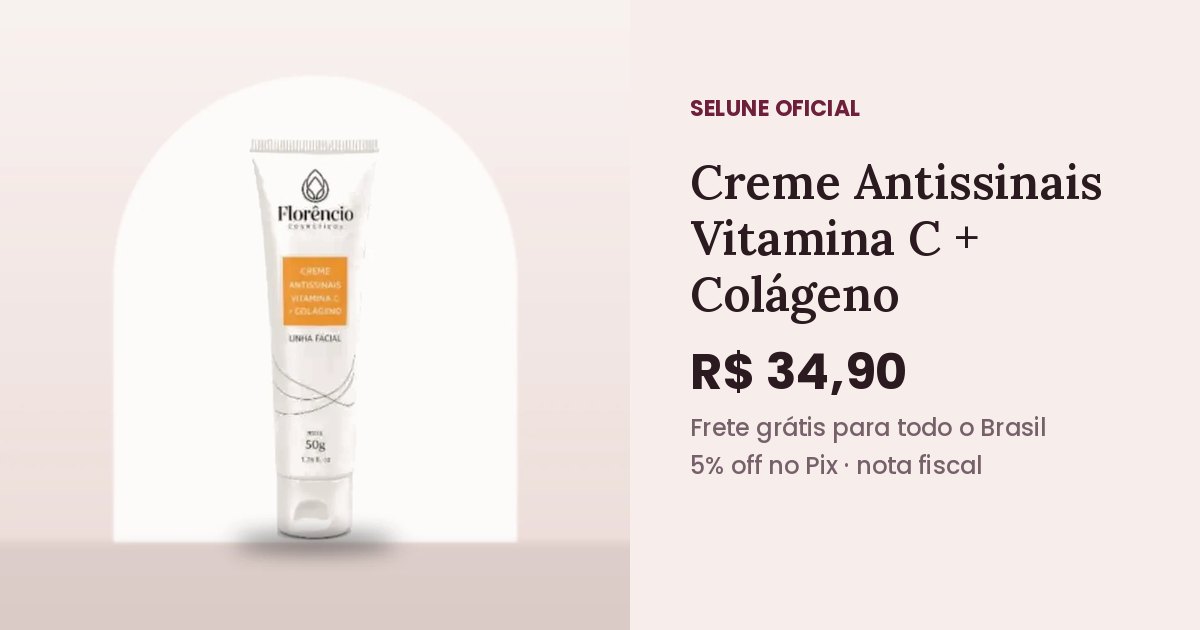 Florêncio
COSMÉTICOS
CREME
ANTISSINAIS
VITAMINA C
+ COLÁGENO
LINHA FACIAL
50g
SELUNE OFICIAL
Creme Antissinais
Vitamina C +
Colágeno
R$ 34,90
Frete grátis para todo o Brasil
5% off no Pix · nota fiscal